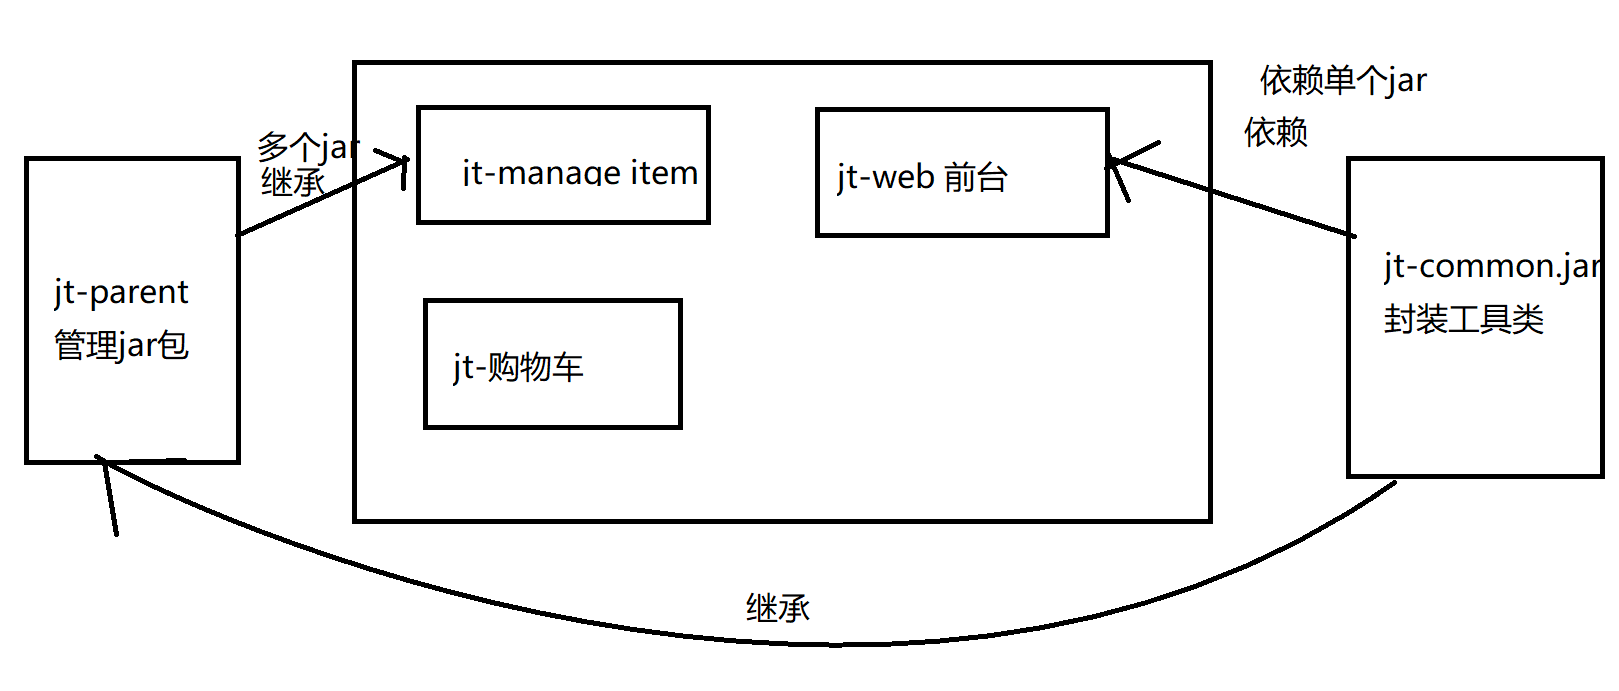 多个jar
继承
jt-parent
管理jar包
jt-manage item
jt-web 前台
jt-购物车
依赖单个jar
依赖
jt-common.jar
封装工具类
继承